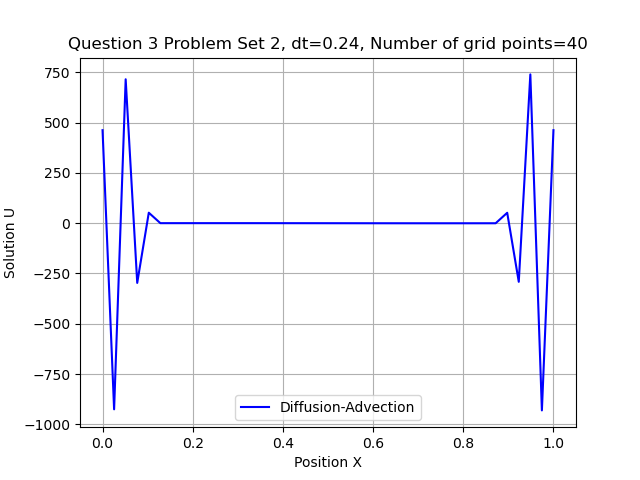 Question 3 Problem Set 2, dt=0.24, Number of grid points=40
750
500
250
0
−250
−500
−750
−1000
Solution U
Diffusion-Advection
0.0 0.2 0.4 0.6 0.8 1.0
Position X